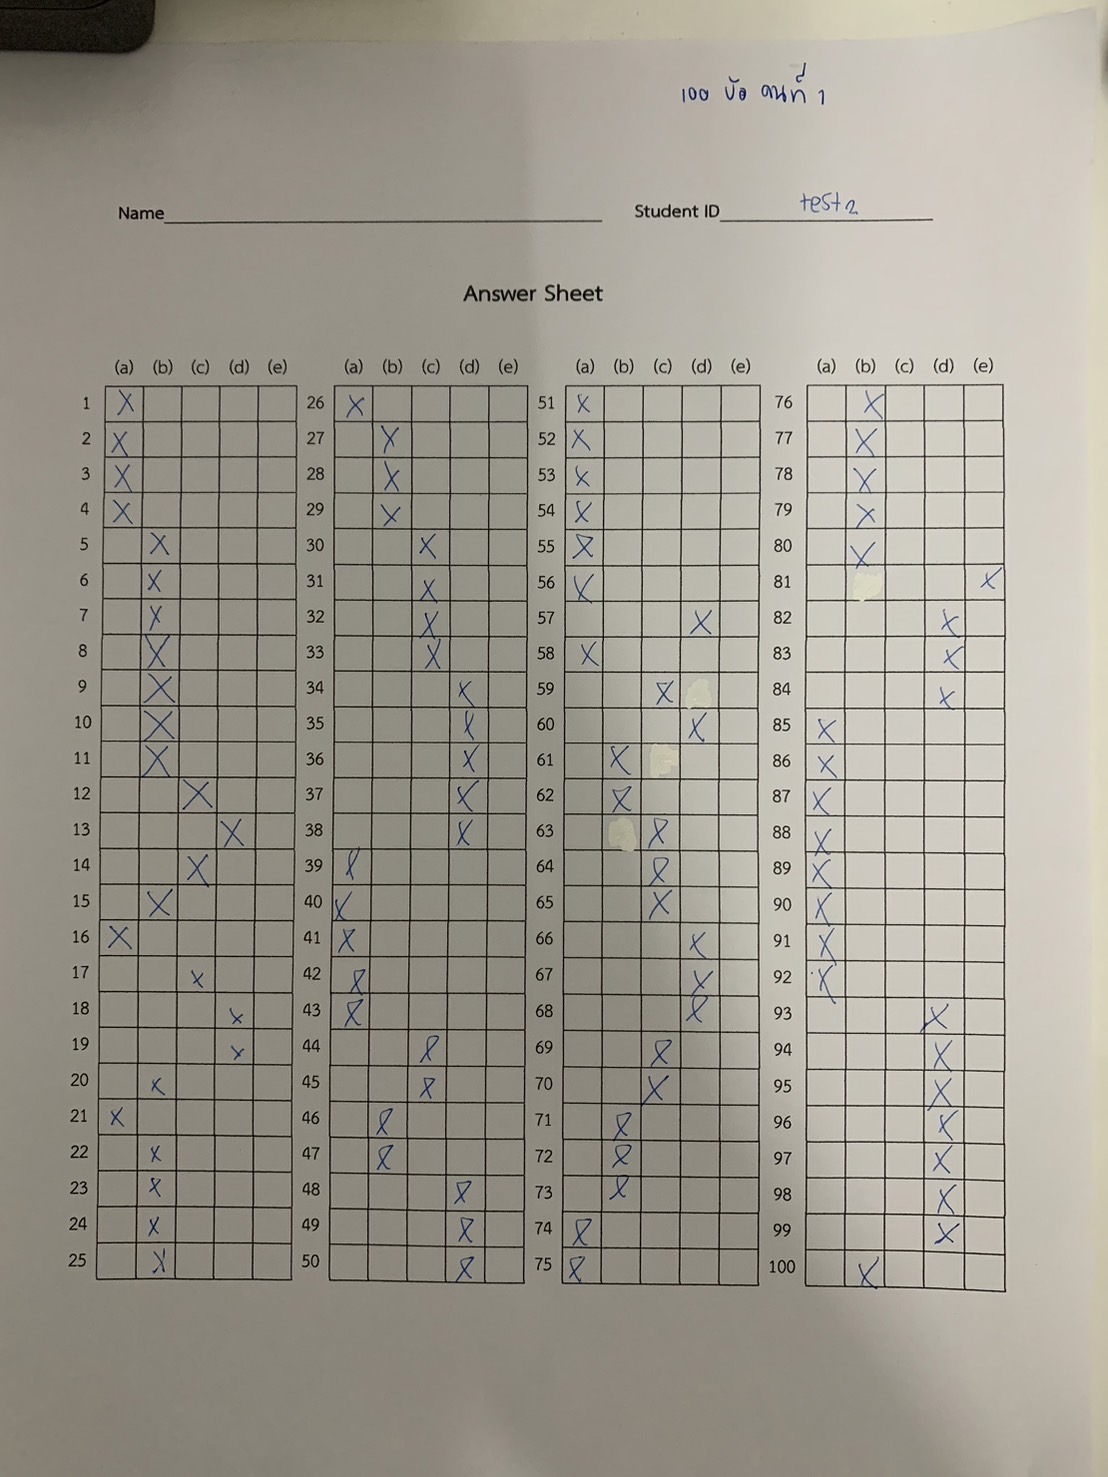 100 ข้อ คนที่ 1
Name Student ID test2
Answer Sheet
(a) (b) (c) (d) (e) (a) (b) (c) (d) (e) (a) (b) (c) (d) (e) (a) (b) (c) (d) (e)
1 X 26 X 51 X 76 X
2 X 27 X 52 X 77 X
3 X 28 X 53 X 78 X
4 X 29 X 54 X 79 X
5 X 30 X 55 X 80 X
6 X 31 X 56 X 81 X
7 X 32 X 57 X 82 X
8 X 33 X 58 X 83 X
9 X 34 X 59 X 84 X
10 X 35 X 60 X 85 X
11 X 36 X 61 X 86 X
12 X 37 X 62 X 87 X
13 X 38 X 63 X 88 X
14 X 39 X 64 X 89 X
15 X 40 X 65 X 90 X
16 X 41 X 66 X 91 X
17 X 42 X 67 X 92 X
18 X 43 X 68 X 93 X
19 X 44 X 69 X 94 X
20 X 45 X 70 X 95 X
21 X 46 X 71 X 96 X
22 X 47 X 72 X 97 X
23 X 48 X 73 X 98 X
24 X 49 X 74 X 99 X
25 X 50 X 75 X 100 X